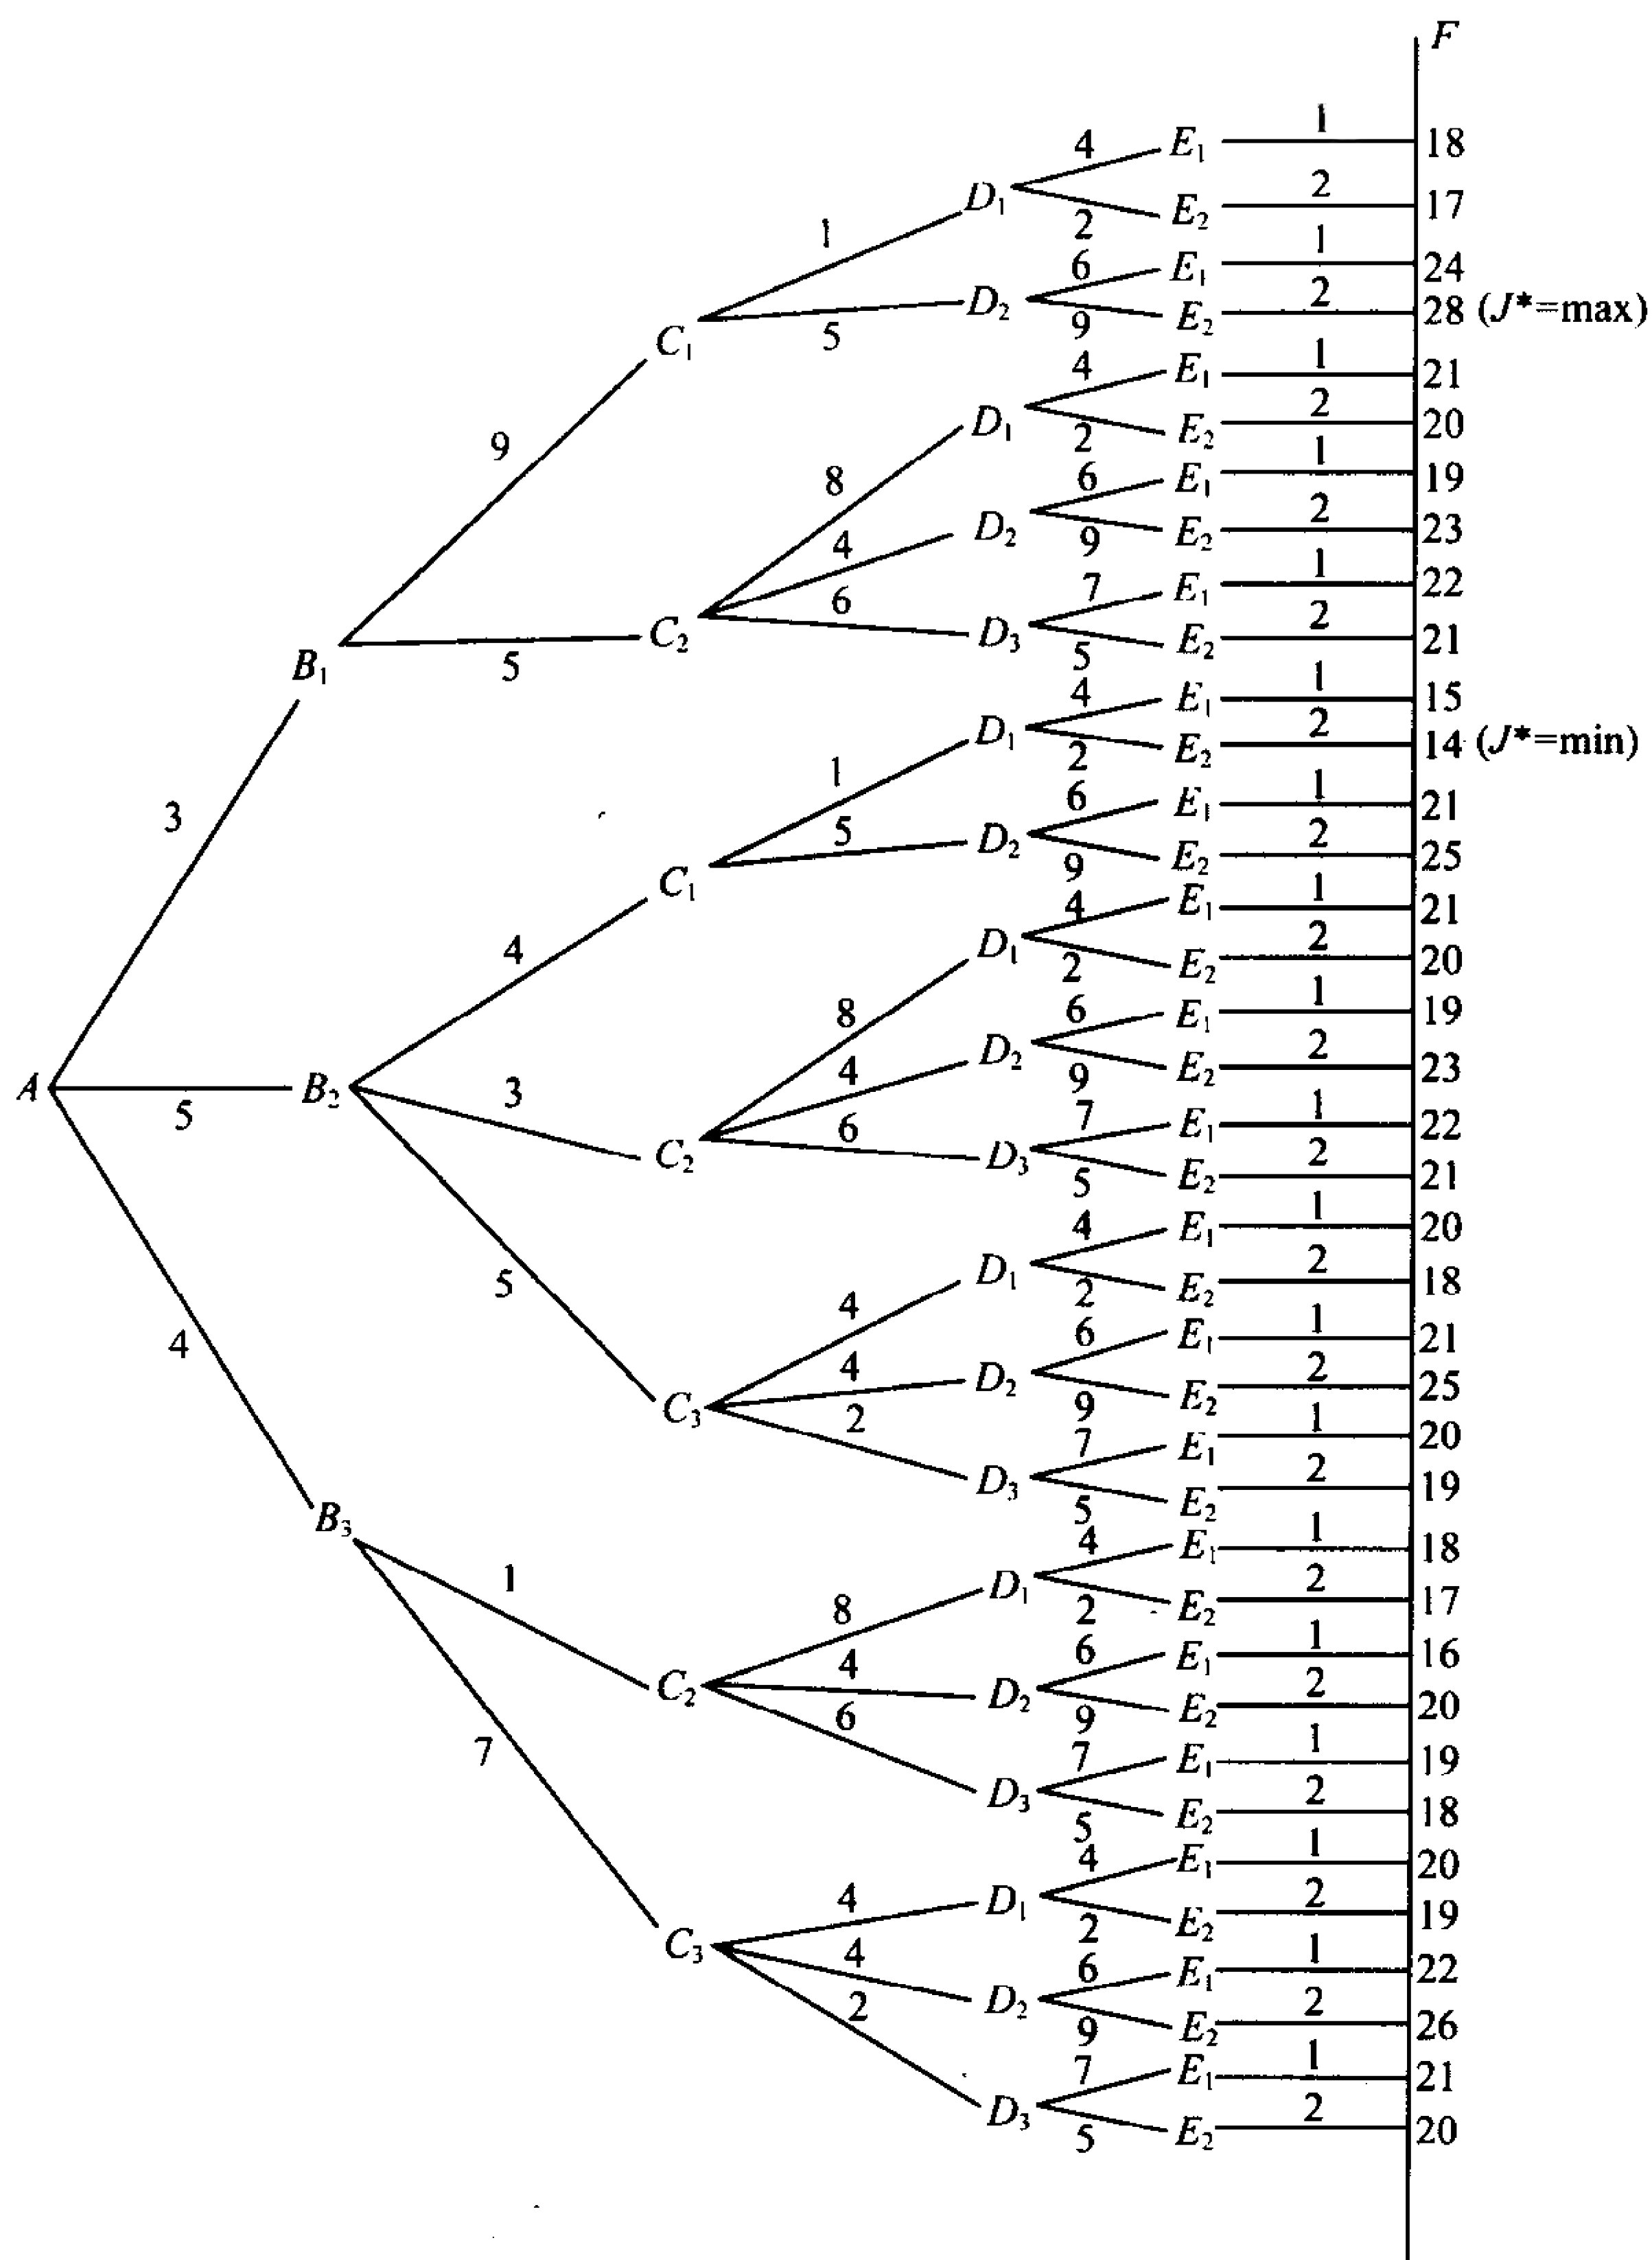 F
4 E₁ 1 18
D₁
2 E₂ 2 17
1
6 E₁ 1 24
D₂
5
9 E₂ 2 28 (J*=max)
C₁
4 E₁ 1 21
D₁
2 E₂ 2 20
9
8
6 E₁ 1 19
D₂
4
9 E₂ 2 23
6
7 E₁ 1 22
C₂ D₃
5 E₂ 2 21
B₁ 5
4 E₁ 1 15
D₁
2 E₂ 2 14 (J*=min)
1
3
6 E₁ 1 21
5 D₂
9 E₂ 2 25
C₁
4 E₁ 1 21
D₁
2 E₂ 2 20
4
8
6 E₁ 1 19
D₂
4
9 E₂ 2 23
A 5 B₂ 3
6
7 E₁ 1 22
C₂ D₃
5 E₂ 2 21
4 E₁ 1 20
D₁
2 E₂ 2 18
5
4
6 E₁ 1 21
4 D₂
9 E₂ 2 25
4
C₃ 2
7 E₁ 1 20
D₃
5 E₂ 2 19
B₃
4 E₁ 1 18
1 D₁
2 E₂ 2 17
8
6 E₁ 1 16
4
C₂ D₂
9 E₂ 2 20
6
7
7 E₁ 1 19
D₃
5 E₂ 2 18
4 E₁ 1 20
4 D₁
2 E₂ 2 19
C₃ 4
6 E₁ 1 22
2 D₂
9 E₂ 2 26
7 E₁ 1 21
D₃
5 E₂ 2 20